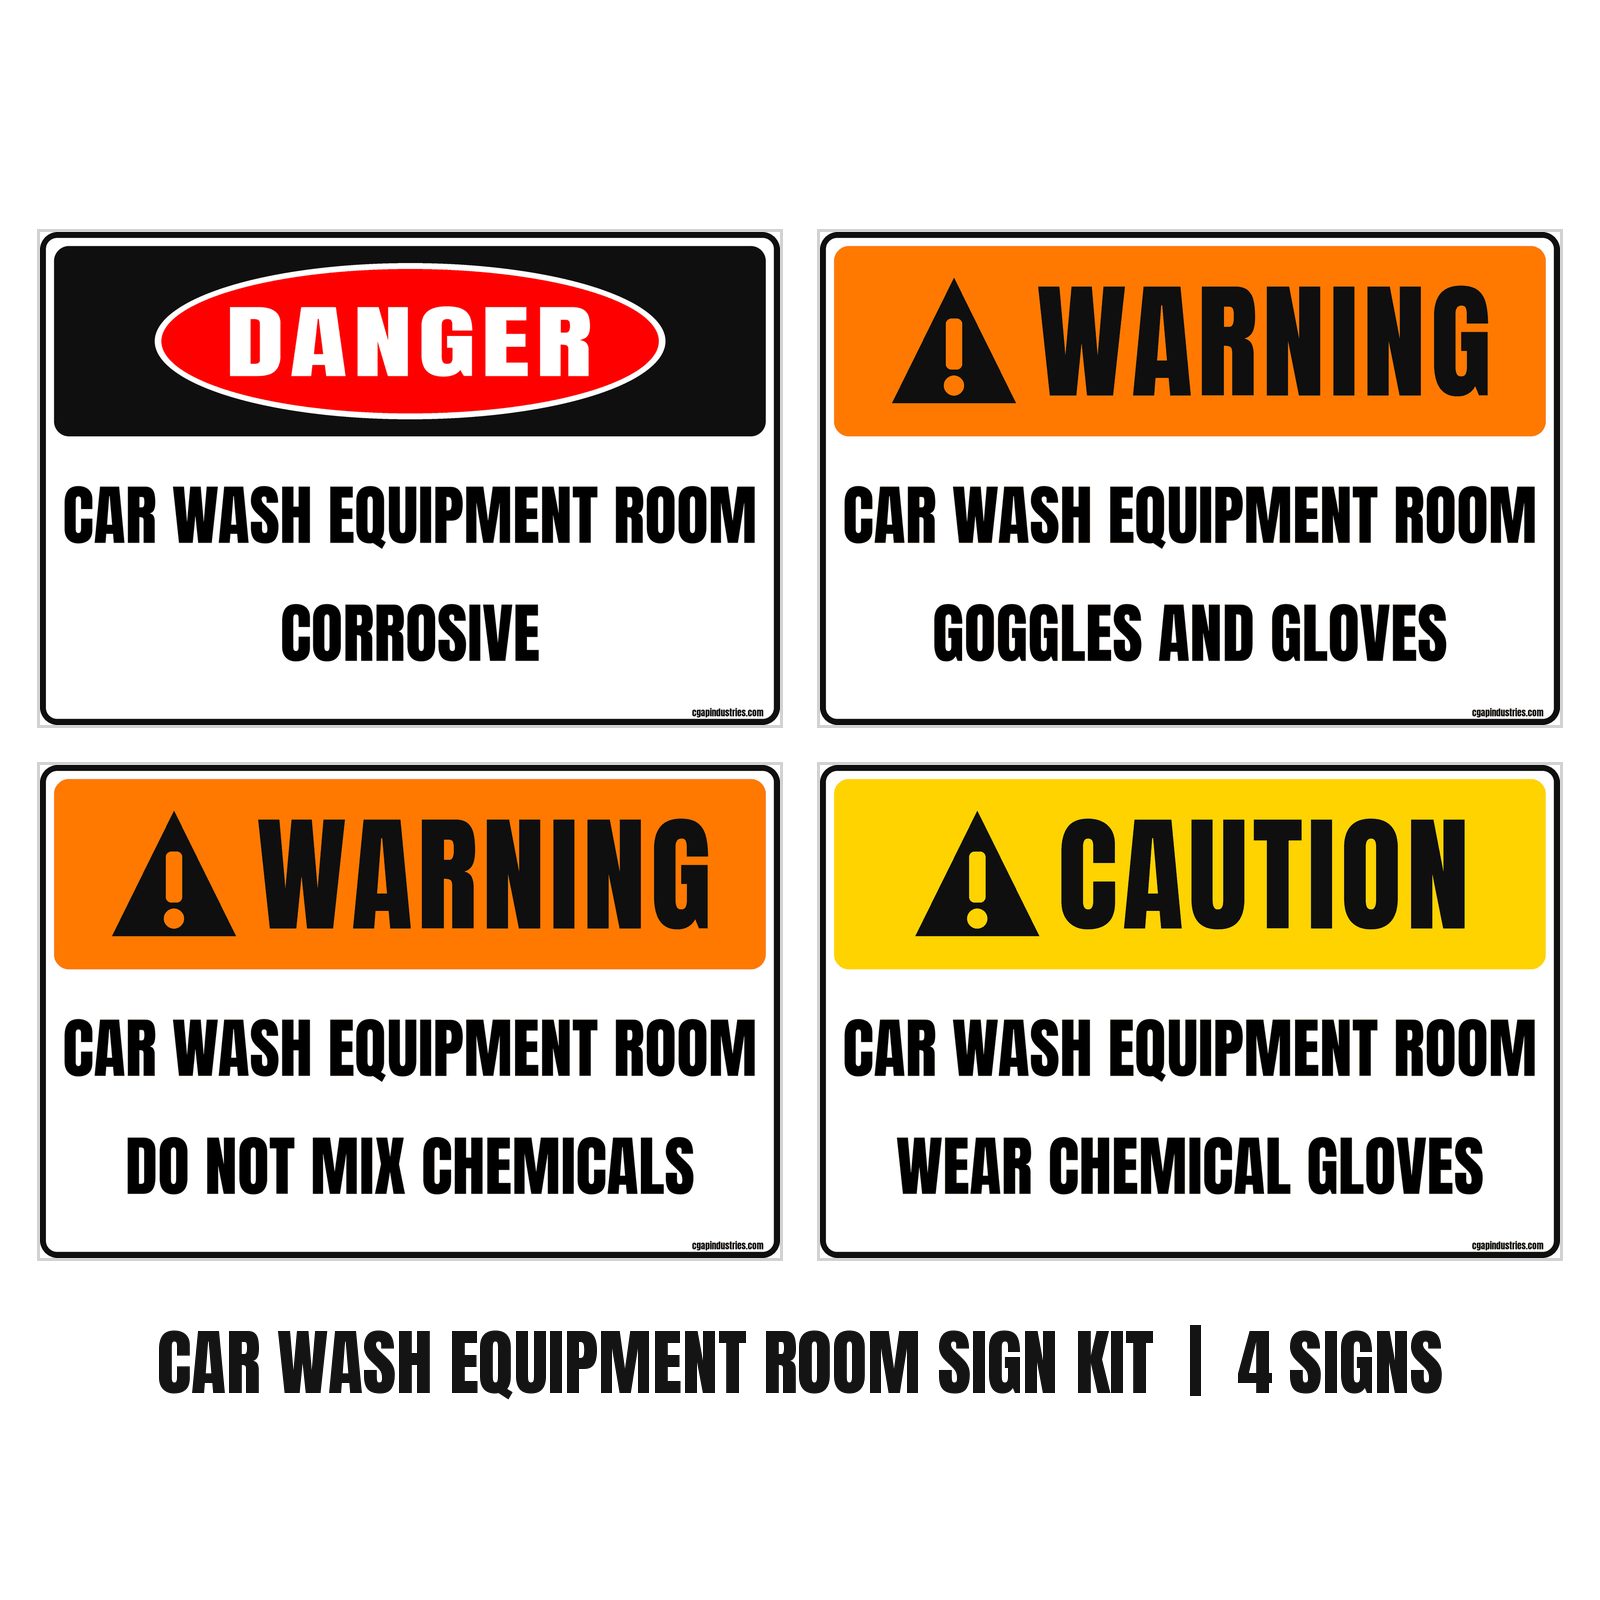 DANGER
CAR WASH EQUIPMENT ROOM
CORROSIVE
cgapindustries.com
WARNING
CAR WASH EQUIPMENT ROOM
GOGGLES AND GLOVES
cgapindustries.com
WARNING
CAR WASH EQUIPMENT ROOM
DO NOT MIX CHEMICALS
cgapindustries.com
CAUTION
CAR WASH EQUIPMENT ROOM
WEAR CHEMICAL GLOVES
cgapindustries.com
CAR WASH EQUIPMENT ROOM SIGN KIT | 4 SIGNS